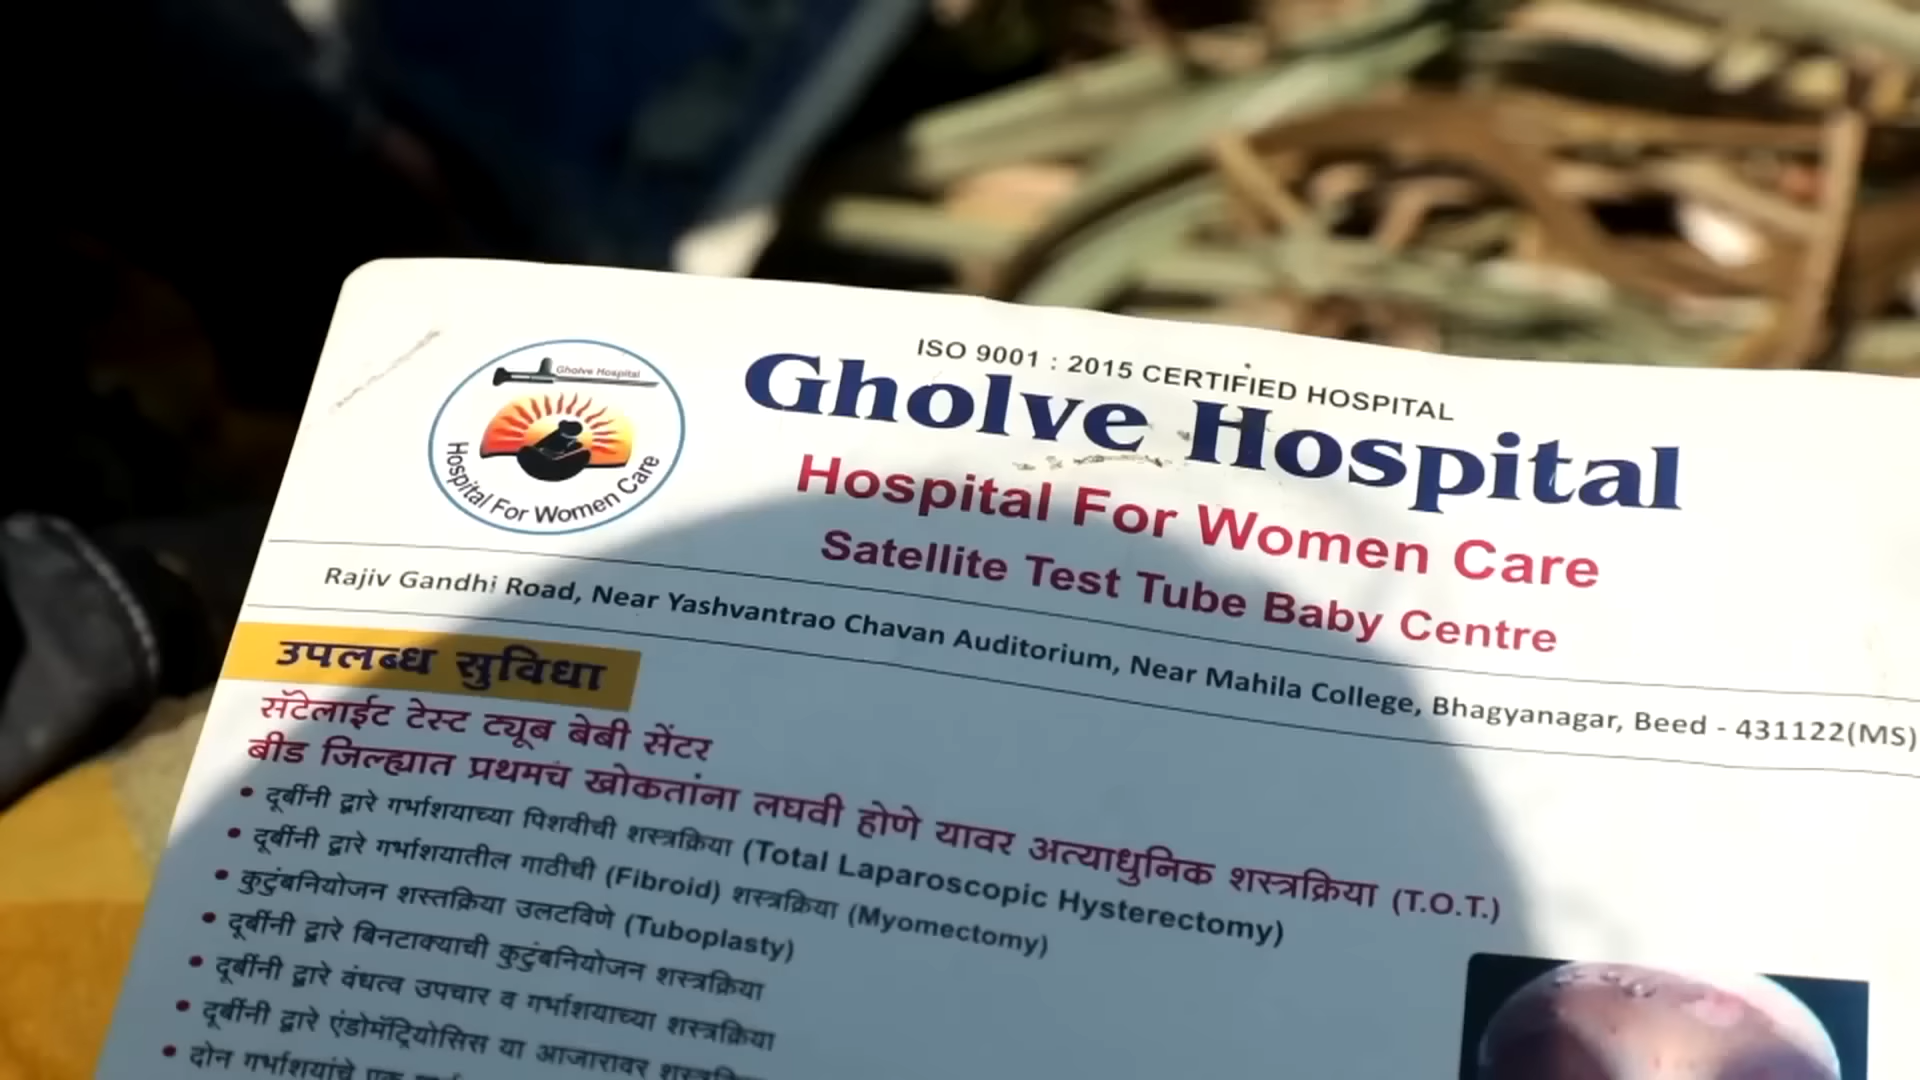 ISO 9001 : 2015 CERTIFIED HOSPITAL
Gholve Hospital
Gholve Hospital
Hospital For Women Care
Hospital For Women Care
Satellite Test Tube Baby Centre
Rajiv Gandhi Road, Near Yashvantrao Chavan Auditorium, Near Mahila College, Bhagyanagar, Beed - 431122(MS)
उपलब्ध सुविधा
सॅटेलाईट टेस्ट ट्यूब बेबी सेंटर
बीड जिल्ह्यात प्रथमच खोकतांना लघवी होणे यावर अत्याधुनिक शस्त्रक्रिया (T.O.T.)
• दूर्बीनी द्वारे गर्भाशयाच्या पिशवीची शस्त्रक्रिया (Total Laparoscopic Hysterectomy)
• दूर्बीनी द्वारे गर्भाशयातील गाठीची (Fibroid) शस्त्रक्रिया (Myomectomy)
• कुटुंबनियोजन शस्तक्रिया उलटविणे (Tuboplasty)
• दूर्बीनी द्वारे बिनटाक्याची कुटुंबनियोजन शस्त्रक्रिया
• दूर्बीनी द्वारे वंधत्व उपचार व गर्भाशयाच्या शस्त्रक्रिया
• दूर्बीनी द्वारे एंडोमॅट्रियोसिस या आजारावर
• दोन गर्भाशयांचे एक